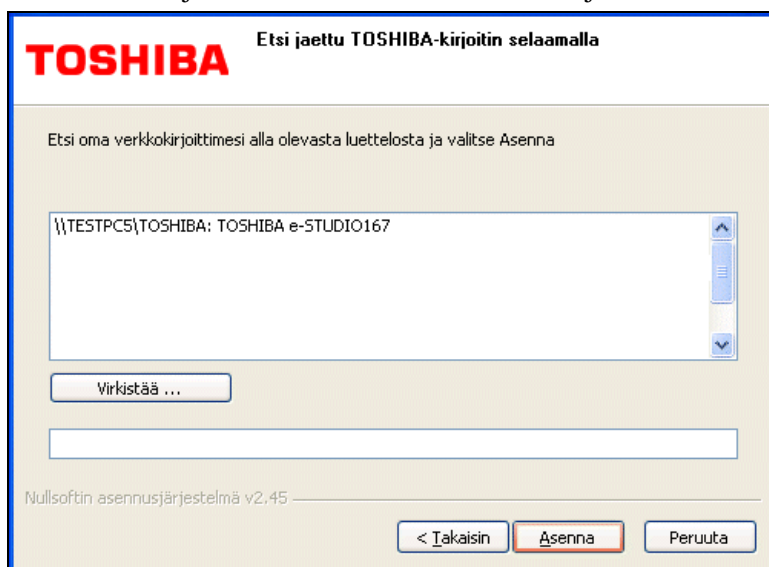 Etsi jaettu TOSHIBA-kirjoitin selaamalla
TOSHIBA
Etsi oma verkkokirjoittimesi alla olevasta luettelosta ja valitse Asenna
\\TESTPC5\TOSHIBA: TOSHIBA e-STUDIO167
Virkistää ...
Nullsoftin asennusjärjestelmä v2.45
< Takaisin
Asenna
Peruuta